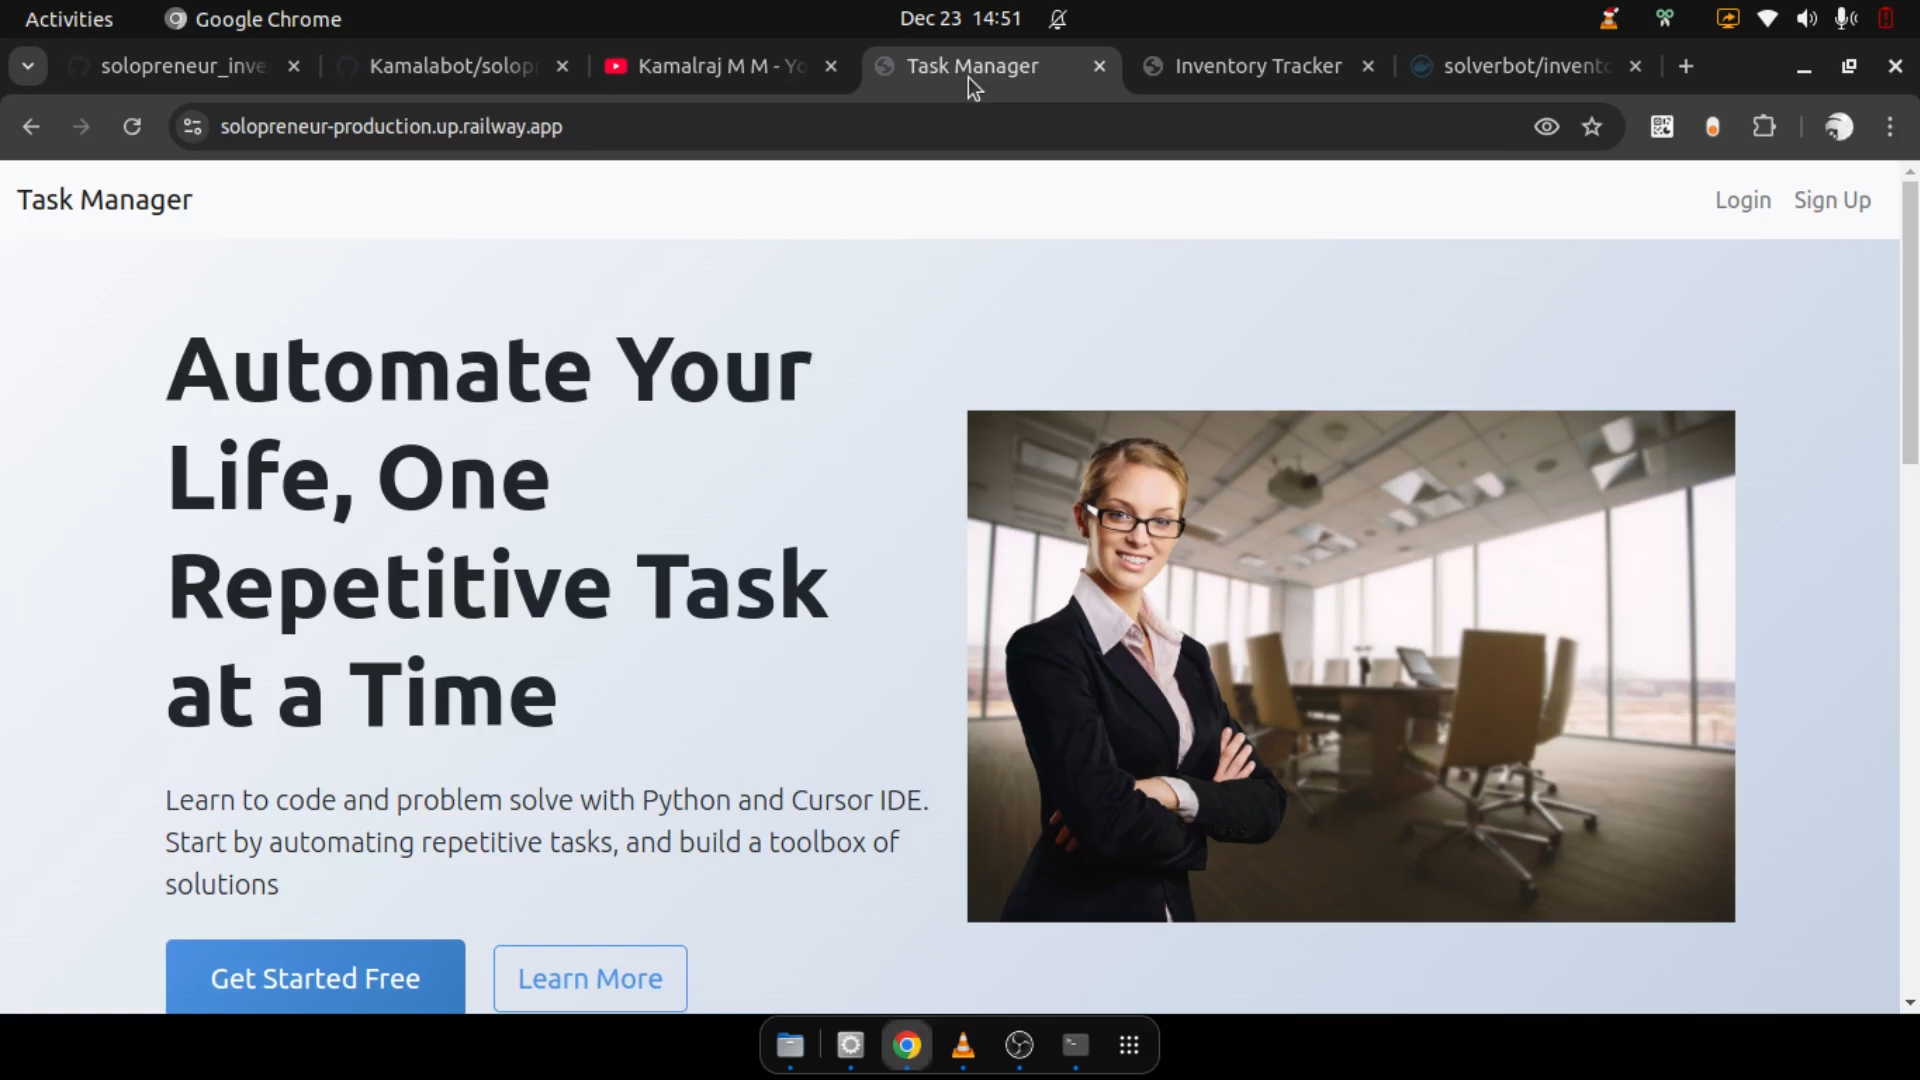 Activities
Google Chrome
Dec 23 14:51
solopreneur_inve
Kamalabot/solop
Kamalraj M M - Yo
Task Manager
Inventory Tracker
solverbot/invento
solopreneur-production.up.railway.app
Task Manager
Login
Sign Up
Automate Your
Life, One
Repetitive Task
at a Time
Learn to code and problem solve with Python and Cursor IDE.
Start by automating repetitive tasks, and build a toolbox of
solutions
Get Started Free
Learn More